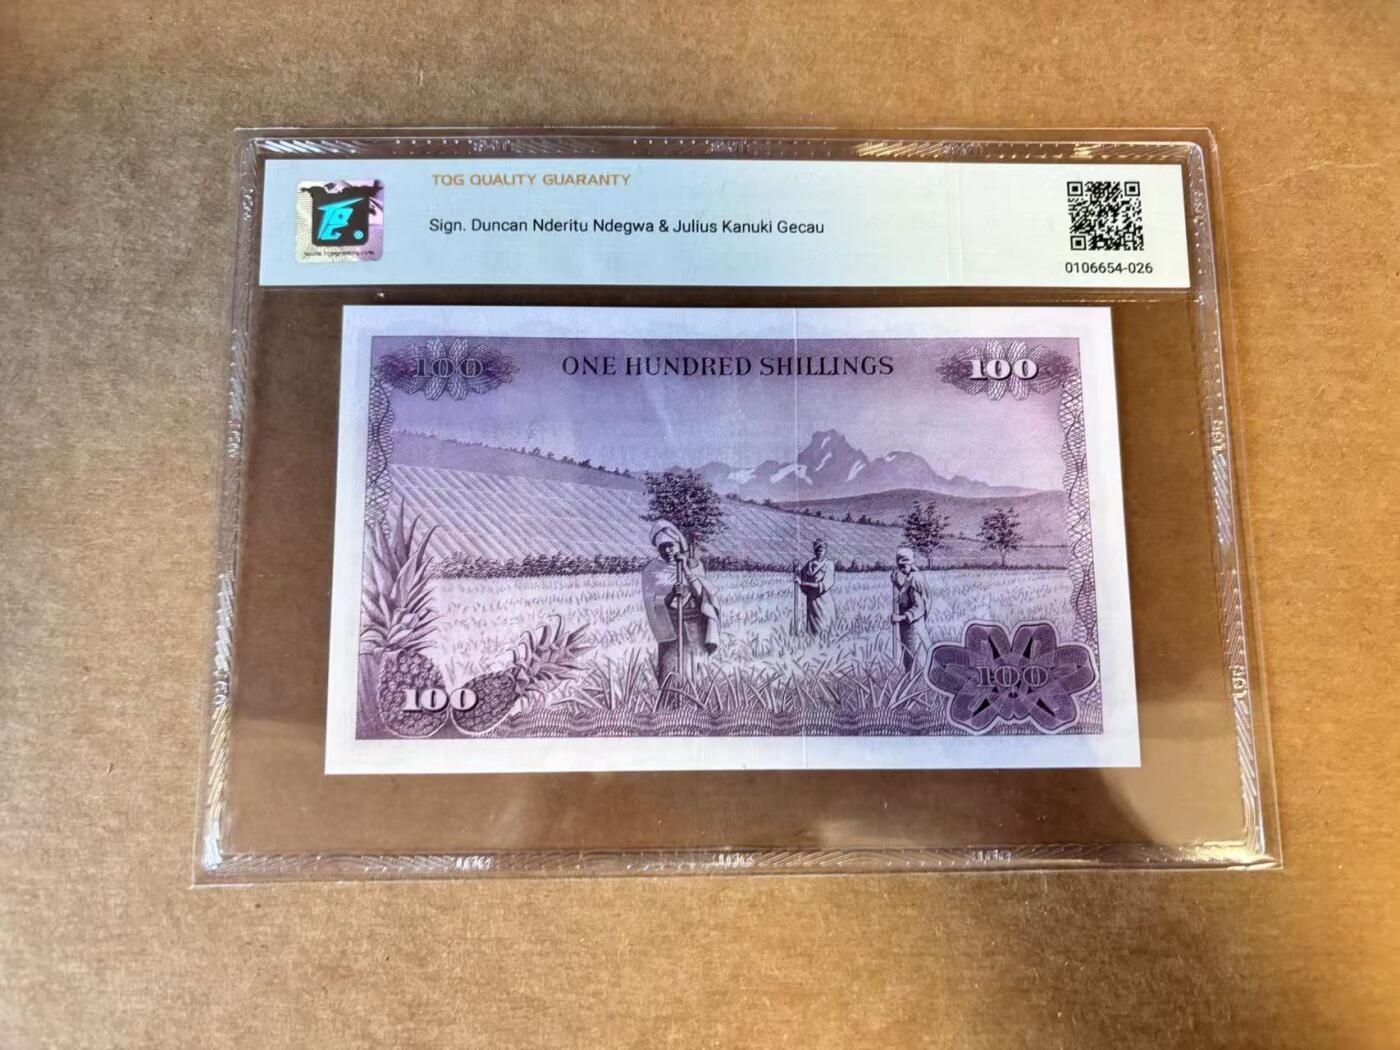 TQG QUALITY GUARANTY
Sign. Duncan Nderitu Ndegwa & Julius Kanuki Gecau
0106654-026
100
ONE HUNDRED SHILLINGS
100
100
100